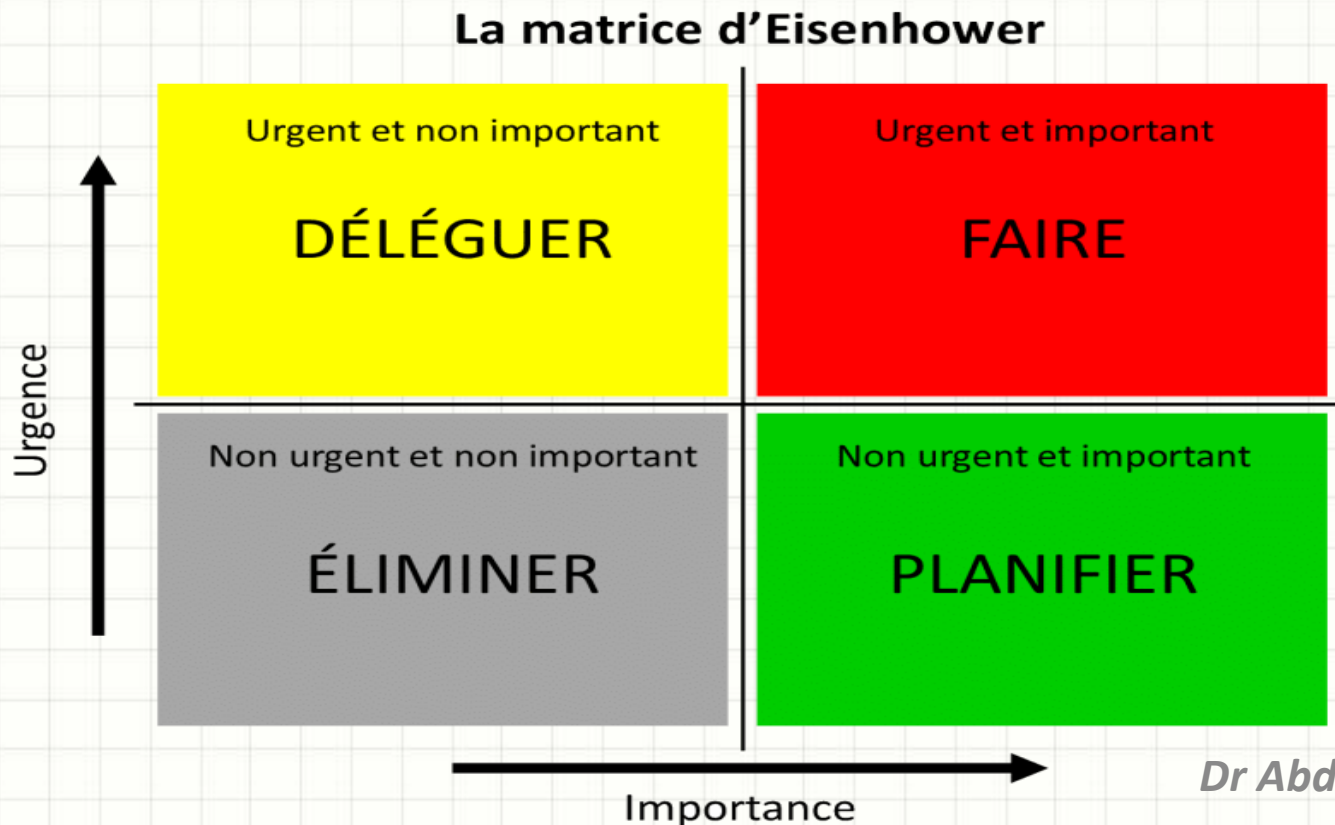 La matrice d’Eisenhower
Urgent et non important
DÉLÉGUER
Urgent et important
FAIRE
Urgence
Non urgent et non important
ÉLIMINER
Non urgent et important
PLANIFIER
Importance
Dr Abd